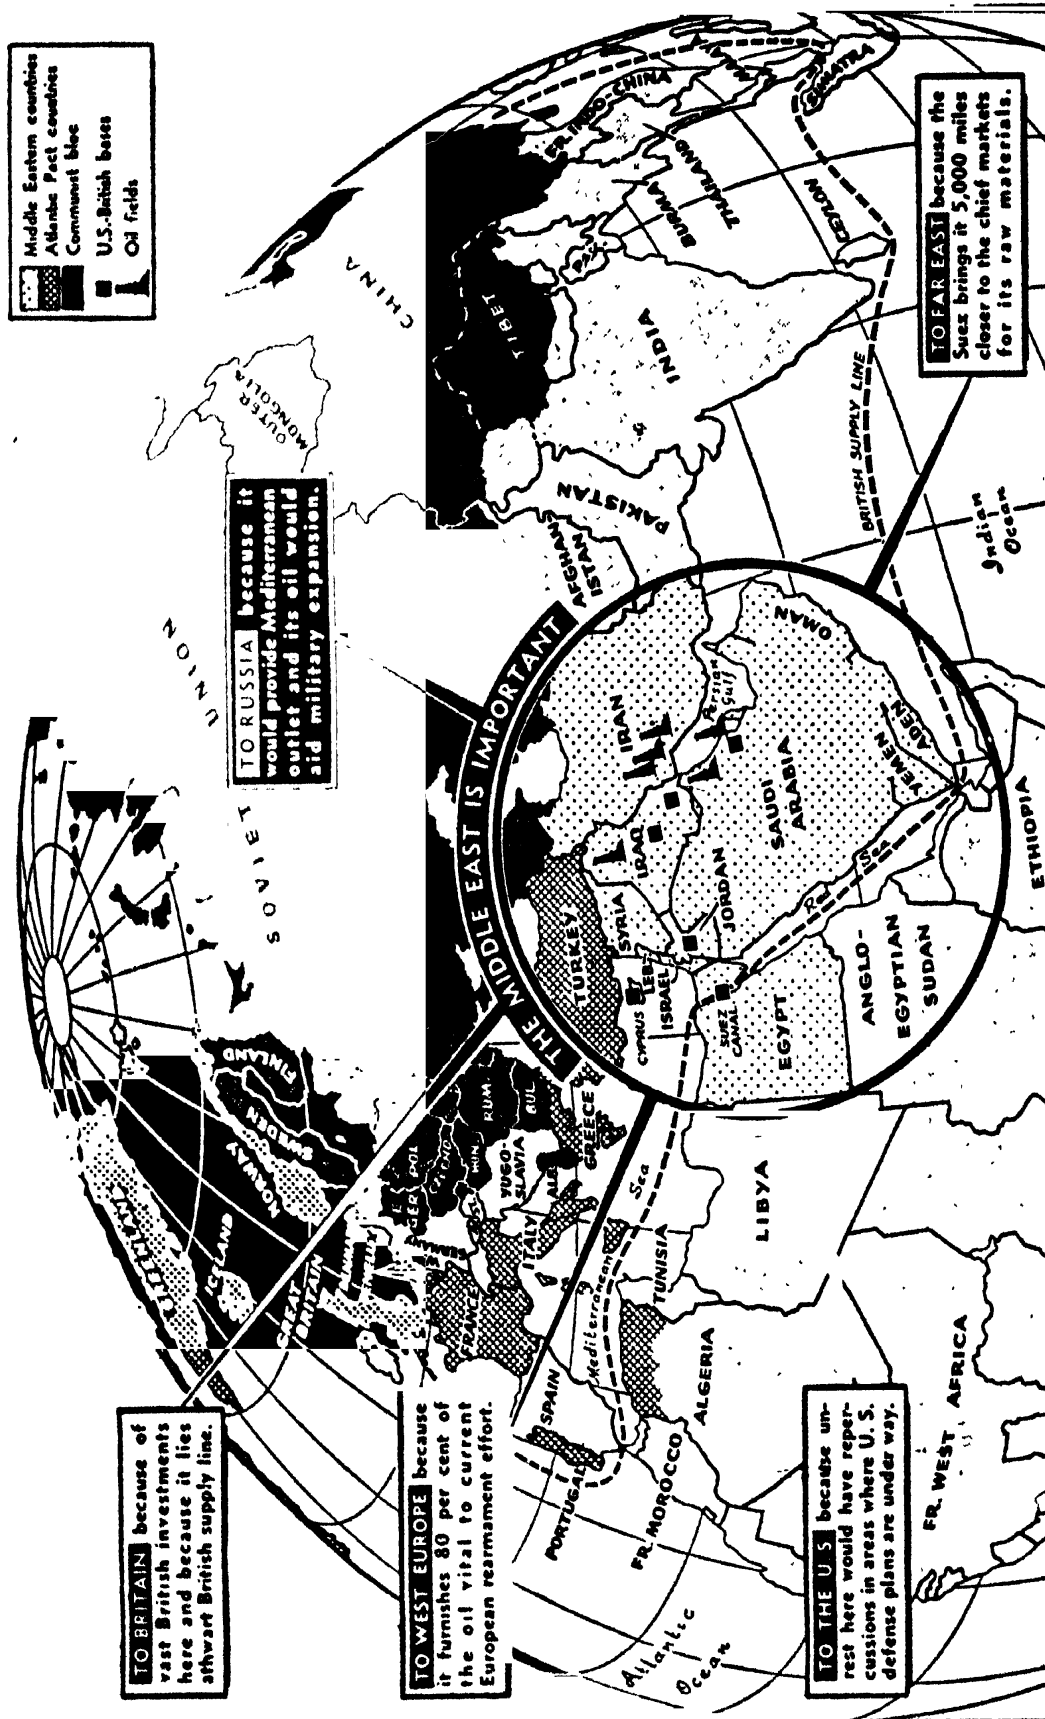 Middle Eastern countries
Atlantic Pact countries
Communist bloc
U.S.-British bases
Oil fields
TO BRITAIN because of
vast British investments
here and because it lies
athwart British supply line.
TO WEST EUROPE because
it furnishes 80 per cent of
the oil vital to current
European rearmament effort.
TO THE U.S because un-
rest here would have reper-
cussions in areas where U.S.
defense plans are under way.
TO RUSSIA because it
would provide Mediterranean
outlet and its oil would
aid military expansion.
TO FAR EAST because the
Suez brings it 5,000 miles
closer to the chief markets
for its raw materials.
THE MIDDLE EAST IS IMPORTANT
SOVIET UNION
OUTER
MONGOLIA
CHINA
TIBET
ICELAND
NORWAY
SWEDEN
FINLAND
GREAT
BRITAIN
FRANCE
GERMANY
POL
CZECHO
HUN
RUM
BUL
YUGO-
SLAVIA
ALB
ITALY
GREECE
SPAIN
PORTUGAL
FR. MOROCCO
ALGERIA
TUNISIA
LIBYA
FR. WEST AFRICA
Atlantic
Ocean
Mediterranean Sea
TURKEY
CYPRUS
SYRIA
LEB-
ISRAEL
JORDAN
IRAQ
IRAN
SUEZ
CANAL
EGYPT
SAUDI
ARABIA
Persian
Gulf
OMAN
YEMEN
ADEN
Red Sea
ANGLO-
EGYPTIAN
SUDAN
ETHIOPIA
AFGHAN-
ISTAN
PAKISTAN
INDIA
PAK
BURMA
THAILAND
FR. INDO-CHINA
MALAYA
SUMATRA
CEYLON
BRITISH SUPPLY LINE
Indian
Ocean